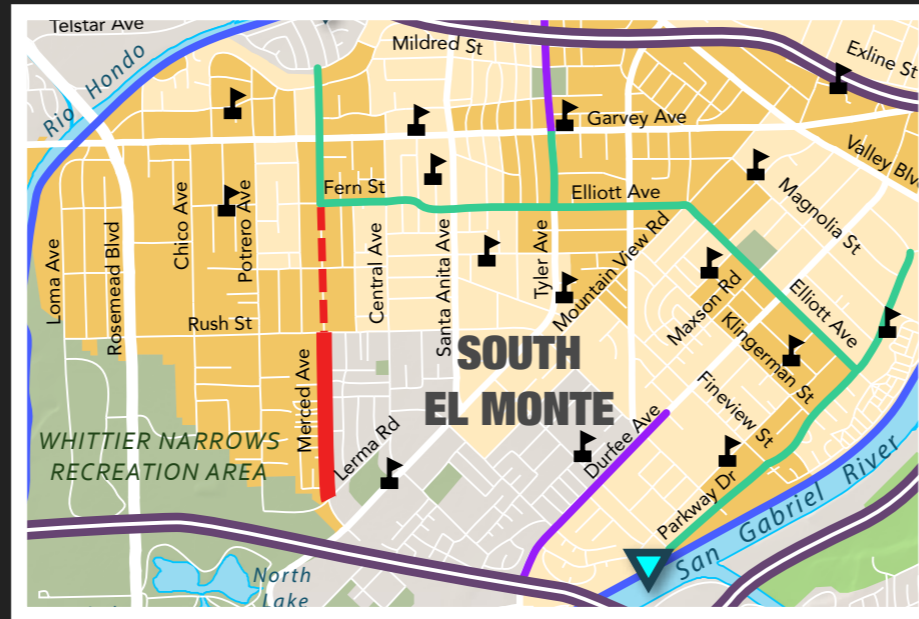 Telstar Ave
Mildred St
Exline St
Rio Hondo
Garvey Ave
Valley Blv
Fern St
Elliott Ave
Magnolia St
Loma Ave
Rosemead Blvd
Chico Ave
Potrero Ave
Central Ave
Santa Anita Ave
Tyler Ave
Mountain View Rd
Maxson Rd
Elliott Ave
Rush St
Klingerman St
SOUTH
EL MONTE
Merced Ave
Fineview St
WHITTIER NARROWS
RECREATION AREA
Lerma Rd
Durfee Ave
Parkway Dr
San Gabriel River
North
Lake